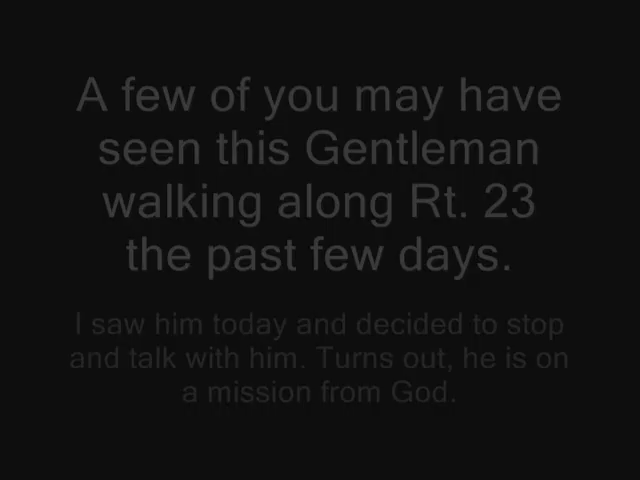 A few of you may have
seen this Gentleman
walking along Rt. 23
the past few days.
I saw him today and decided to stop
and talk with him. Turns out, he is on
a mission from God.